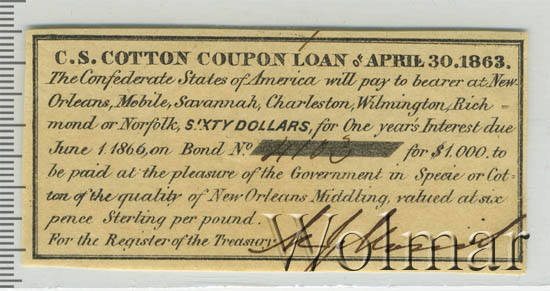 C.S. COTTON COUPON LOAN of APRIL 30. 1863.
The Confederate States of America will pay to bearer at New-
Orleans, Mobile, Savannah, Charleston, Wilmington, Rich-
mond or Norfolk, SIXTY DOLLARS, for One year's Interest due
June 1. 1866, on Bond No. 4103 for $1.000. to
be paid at the pleasure of the Government in Specie or Cot-
ton of the quality of New Orleans Middling, valued at six
pence Sterling per pound.
For the Register of the Treasury
Wolmar